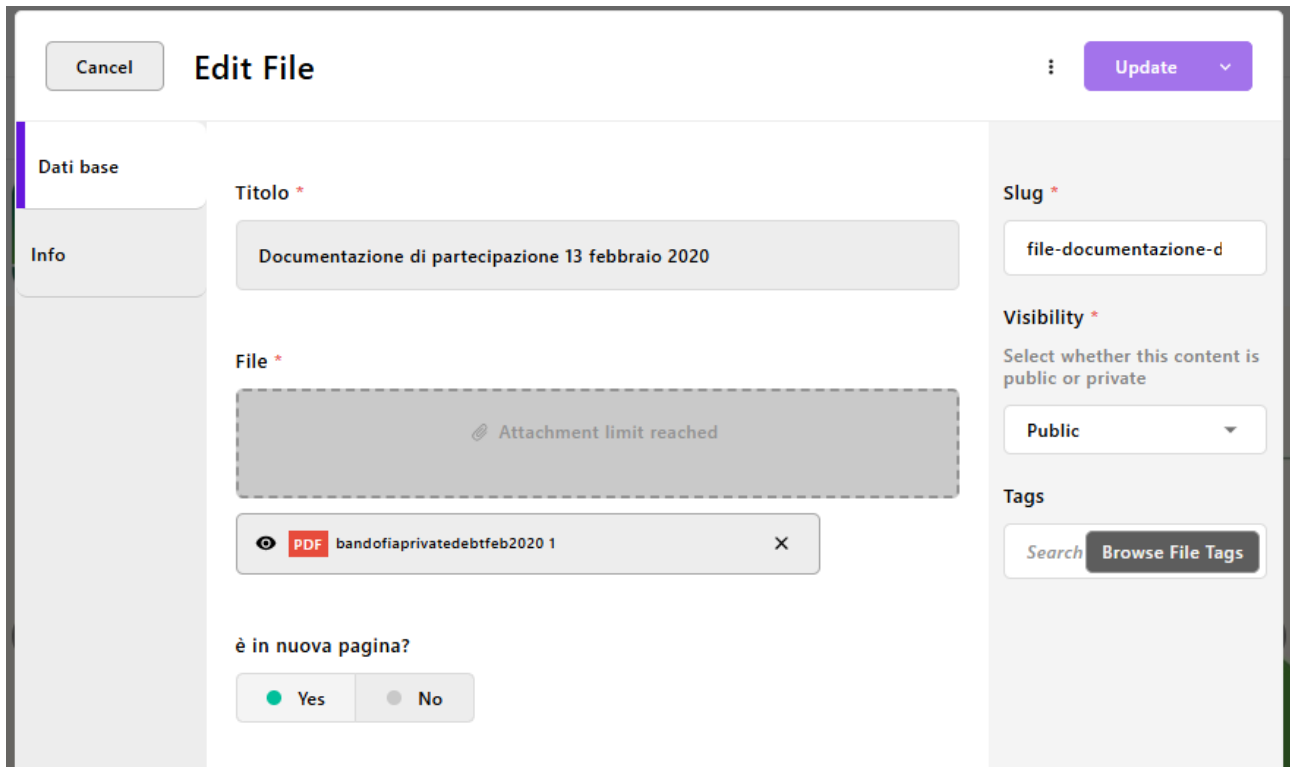 Cancel
Edit File
Update
Dati base
Info
Titolo *
Documentazione di partecipazione 13 febbraio 2020
File *
Attachment limit reached
PDF bandofiaprivatedebtfeb2020 1
è in nuova pagina?
Yes
No
Slug *
file-documentazione-d
Visibility *
Select whether this content is
public or private
Public
Tags
Search
Browse File Tags